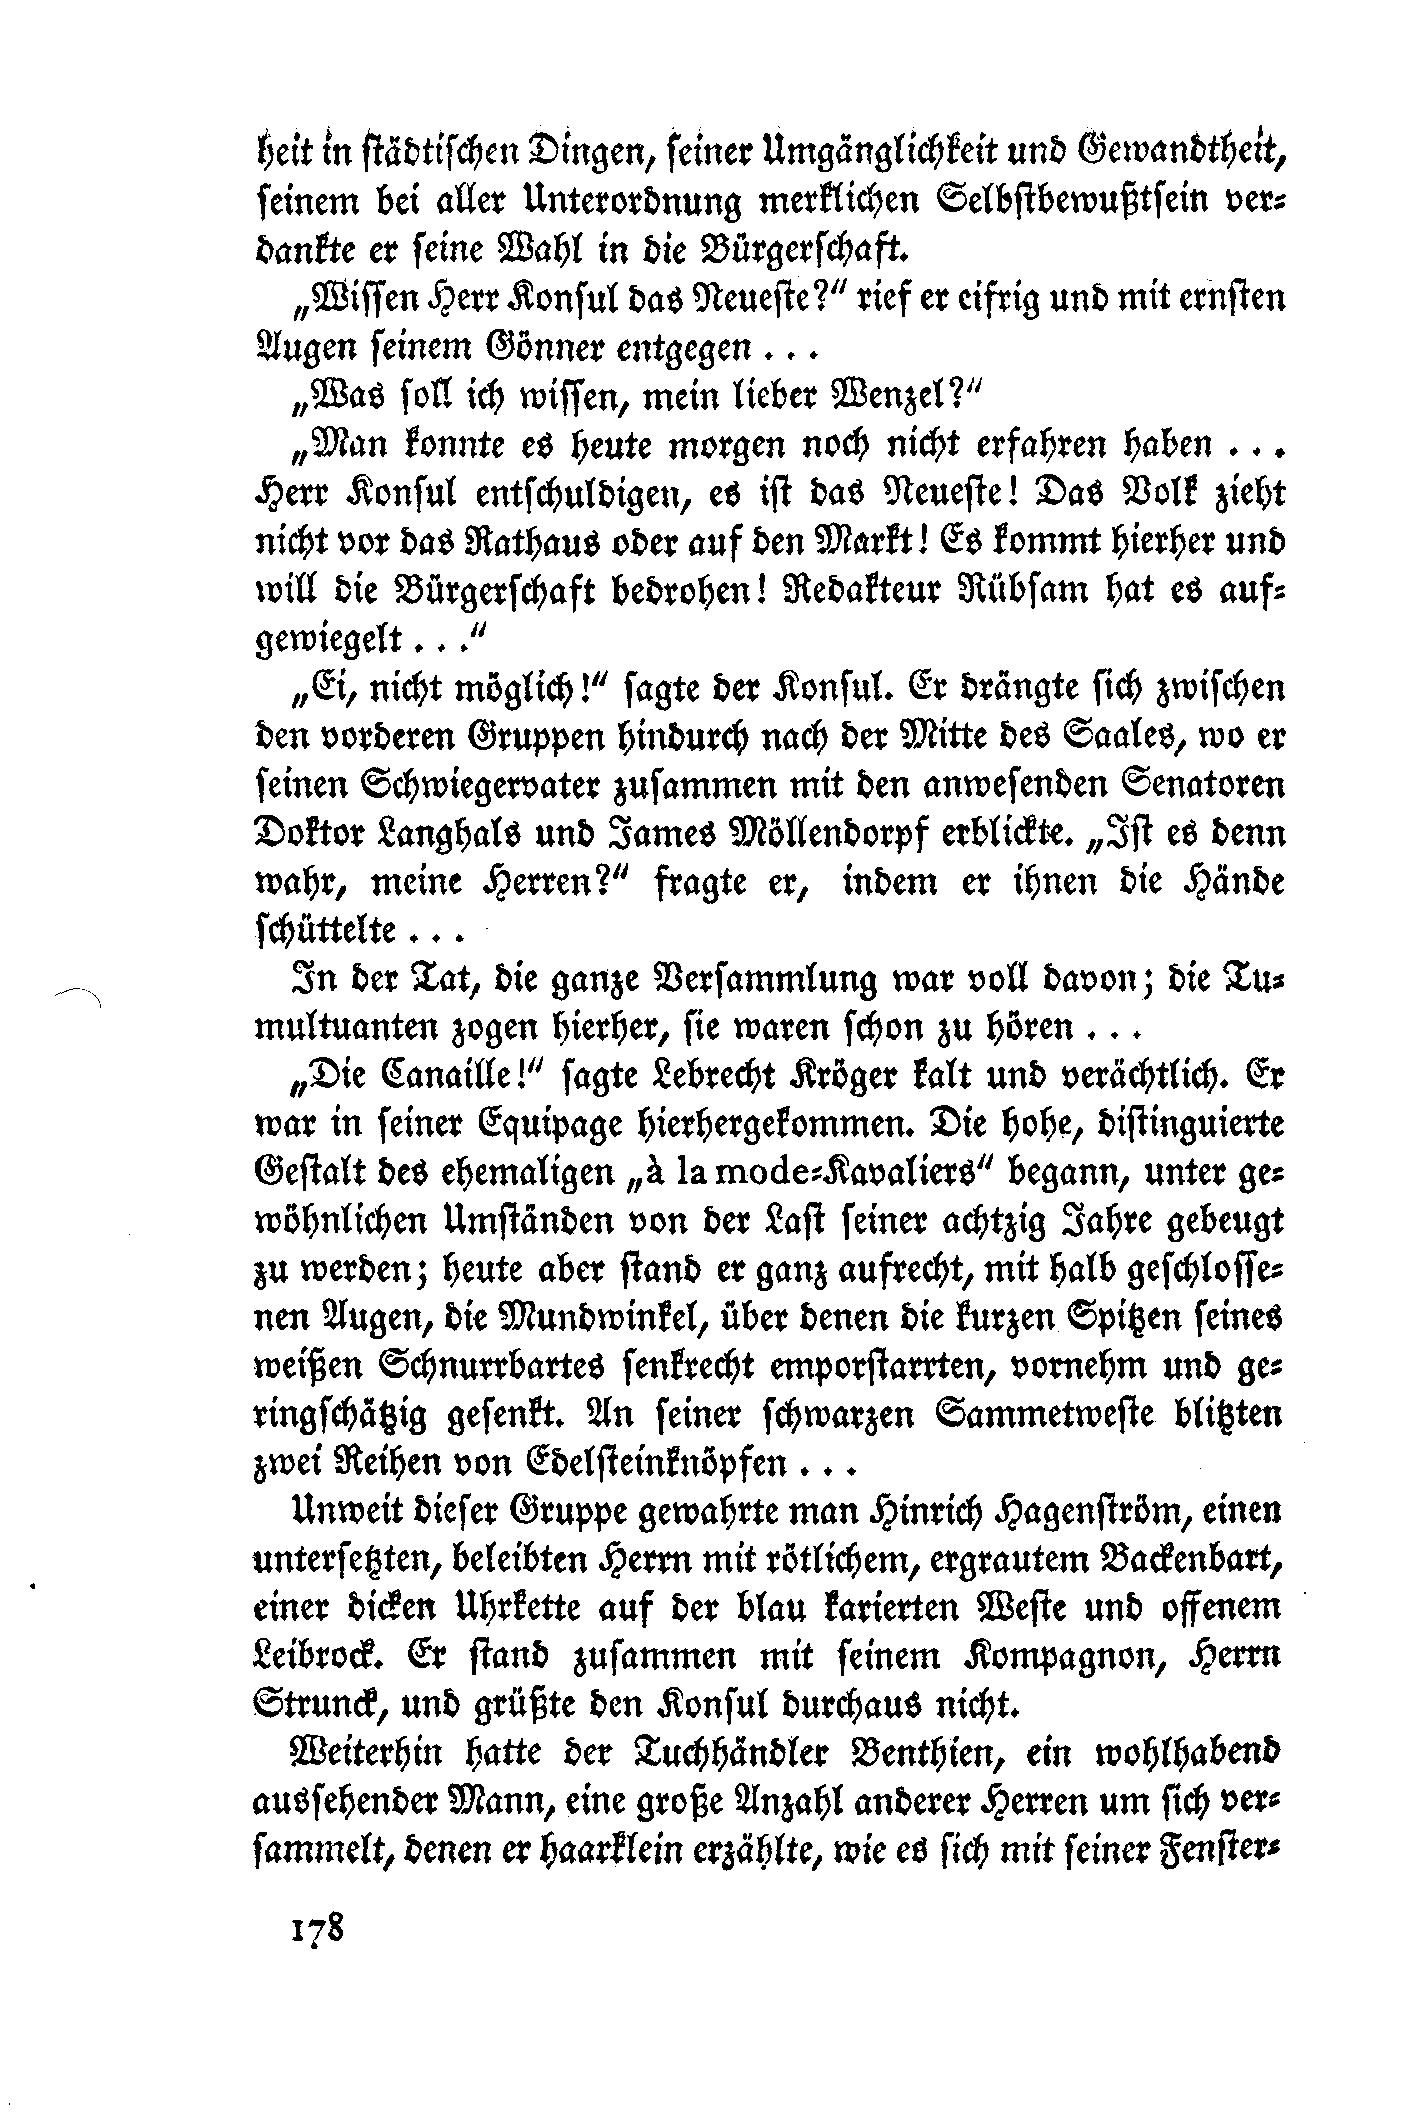 heit in städtischen Dingen, seiner Umgänglichkeit und Gewandtheit,
seinem bei aller Unterordnung merklichen Selbstbewußtsein ver-
dankte er seine Wahl in die Bürgerschaft.
„Wissen Herr Konsul das Neueste?“ rief er eifrig und mit ernsten
Augen seinem Gönner entgegen . . .
„Was soll ich wissen, mein lieber Wenzel?“
„Man konnte es heute morgen noch nicht erfahren haben . . .
Herr Konsul entschuldigen, es ist das Neueste! Das Volk zieht
nicht vor das Rathaus oder auf den Markt! Es kommt hierher und
will die Bürgerschaft bedrohen! Redakteur Rübsam hat es auf-
gewiegelt . . .“
„Ei, nicht möglich!“ sagte der Konsul. Er drängte sich zwischen
den vorderen Gruppen hindurch nach der Mitte des Saales, wo er
seinen Schwiegervater zusammen mit den anwesenden Senatoren
Doktor Langhals und James Möllendorpf erblickte. „Ist es denn
wahr, meine Herren?“ fragte er, indem er ihnen die Hände
schüttelte . . .
In der Tat, die ganze Versammlung war voll davon; die Tu-
multuanten zogen hierher, sie waren schon zu hören . . .
„Die Canaille!“ sagte Lebrecht Kröger kalt und verächtlich. Er
war in seiner Equipage hierhergekommen. Die hohe, distinguierte
Gestalt des ehemaligen „à la mode-Kavaliers“ begann, unter ge-
wöhnlichen Umständen von der Last seiner achtzig Jahre gebeugt
zu werden; heute aber stand er ganz aufrecht, mit halb geschlosse-
nen Augen, die Mundwinkel, über denen die kurzen Spitzen seines
weißen Schnurrbartes senkrecht emporstarrten, vornehm und ge-
ringschätzig gesenkt. An seiner schwarzen Sammetweste blitzten
zwei Reihen von Edelsteinknöpfen . . .
Unweit dieser Gruppe gewahrte man Hinrich Hagenström, einen
untersetzten, beleibten Herrn mit rötlichem, ergrautem Backenbart,
einer dicken Uhrkette auf der blau karierten Weste und offenem
Leibrock. Er stand zusammen mit seinem Kompagnon, Herrn
Strunck, und grüßte den Konsul durchaus nicht.
Weiterhin hatte der Tuchhändler Benthien, ein wohlhabend
aussehender Mann, eine große Anzahl anderer Herren um sich ver-
sammelt, denen er haarklein erzählte, wie es sich mit seiner Fenster-
178